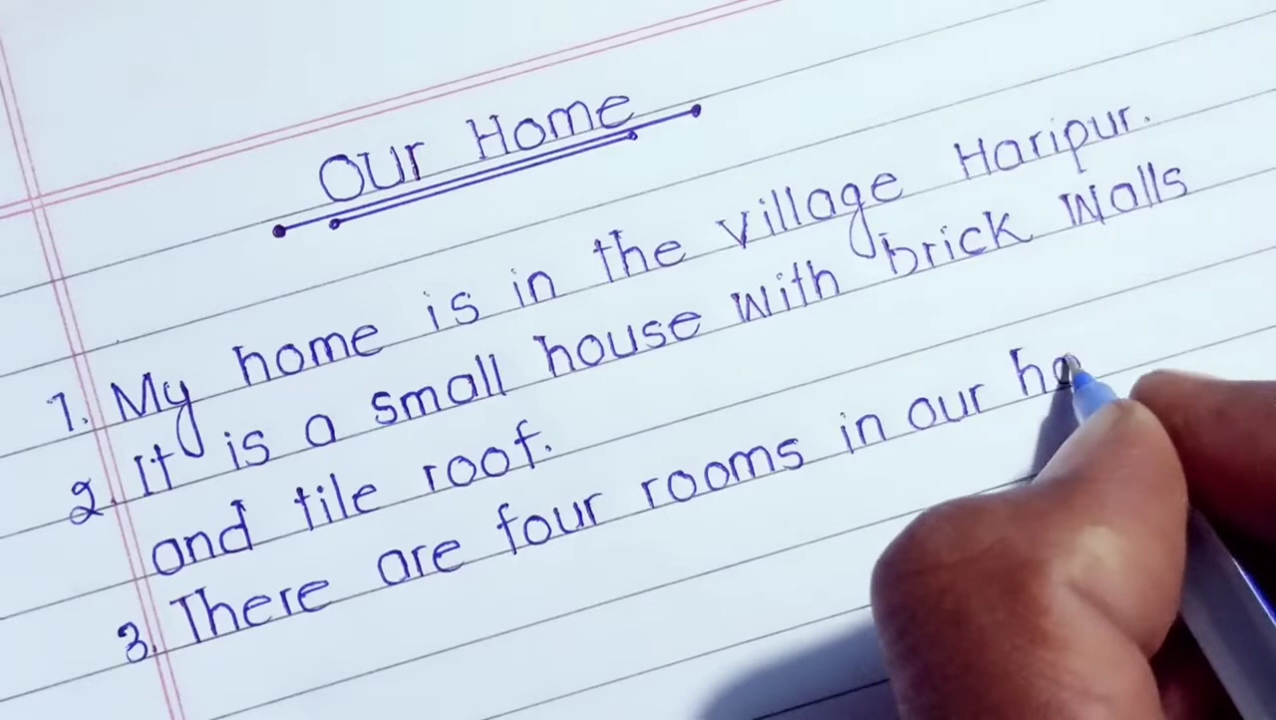 Our Home
1. My home is in the village Haripur.
2. It is a small house with brick walls
and tile roof.
3. There are four rooms in our ho